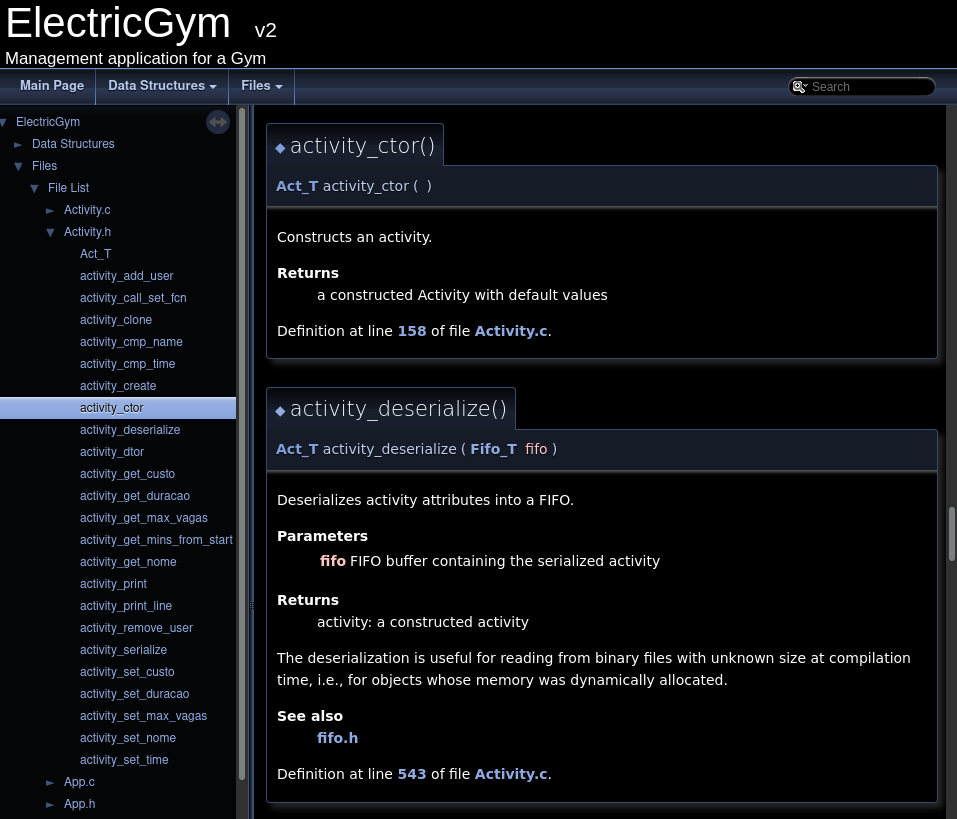 ElectricGym v2
Management application for a Gym
Main Page Data Structures Files Search
ElectricGym
Data Structures
Files
File List
Activity.c
Activity.h
Act_T
activity_add_user
activity_call_set_fcn
activity_clone
activity_cmp_name
activity_cmp_time
activity_create
activity_ctor
activity_deserialize
activity_dtor
activity_get_custo
activity_get_duracao
activity_get_max_vagas
activity_get_mins_from_start
activity_get_nome
activity_print
activity_print_line
activity_remove_user
activity_serialize
activity_set_custo
activity_set_duracao
activity_set_max_vagas
activity_set_nome
activity_set_time
App.c
App.h
◆ activity_ctor()
Act_T activity_ctor ( )
Constructs an activity.
Returns
a constructed Activity with default values
Definition at line 158 of file Activity.c.
◆ activity_deserialize()
Act_T activity_deserialize ( Fifo_T fifo )
Deserializes activity attributes into a FIFO.
Parameters
fifo FIFO buffer containing the serialized activity
Returns
activity: a constructed activity
The deserialization is useful for reading from binary files with unknown size at compilation
time, i.e., for objects whose memory was dynamically allocated.
See also
fifo.h
Definition at line 543 of file Activity.c.